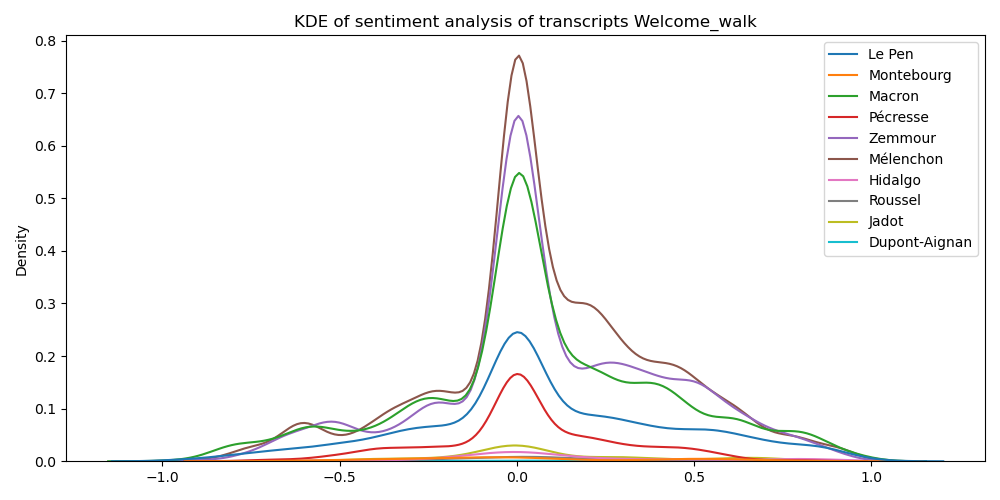 KDE of sentiment analysis of transcripts Welcome_walk
Density
0.8
0.7
0.6
0.5
0.4
0.3
0.2
0.1
0.0
−1.0
−0.5
0.0
0.5
1.0
Le Pen
Montebourg
Macron
Pécresse
Zemmour
Mélenchon
Hidalgo
Roussel
Jadot
Dupont-Aignan